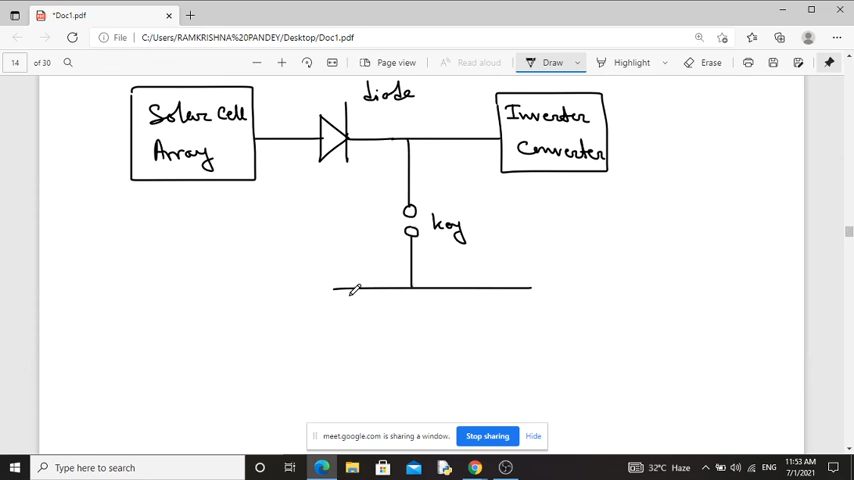 *Doc1.pdf
File
C:/Users/RAMKRISHNA%20PANDEY/Desktop/Doc1.pdf
14 of 30
Page view
Read aloud
Draw
Highlight
Erase
diode
Solar Cell
Array
Inverter
Converter
key
meet.google.com is sharing a window.
Stop sharing
Hide
Type here to search
32°C Haze
ENG
11:53 AM
7/1/2021